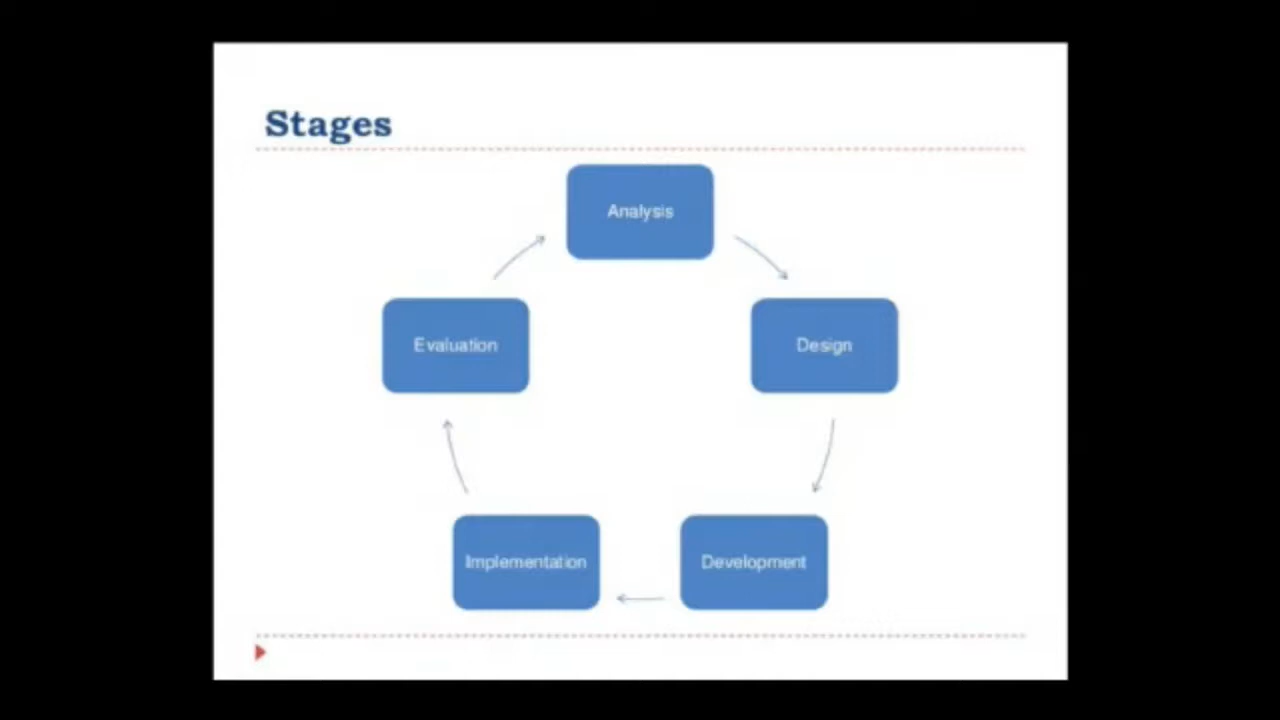 Stages
Analysis
Design
Development
Implementation
Evaluation